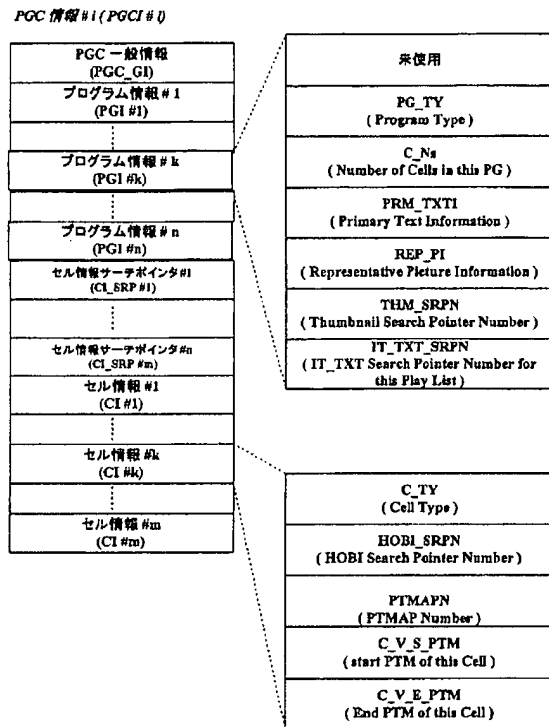 PGC 情報 # i ( PGCI # i)
PGC 一般情報
(PGC_GI)
プログラム情報 # 1
(PGI #1)
プログラム情報 # k
(PGI #k)
プログラム情報 # n
(PGI #n)
セル情報サーチポインタ#1
(CI_SRP #1)
セル情報サーチポインタ#n
(CI_SRP #m)
セル情報 #1
(CI #1)
セル情報 #k
(CI #k)
セル情報 #m
(CI #m)
未使用
PG_TY
( Program Type )
C_Ns
( Number of Cells in this PG )
PRM_TXTI
( Primary Text Information )
REP_PI
( Representative Picture Information )
THM_SRPN
( Thumbnail Search Pointer Number )
IT_TXT_SRPN
( IT_TXT Search Pointer Number for
this Play List )
C_TY
( Cell Type )
HOBI_SRPN
( HOBI Search Pointer Number )
PTMAPN
( PTMAP Number )
C_V_S_PTM
( start PTM of this Cell )
C_V_E_PTM
( End PTM of this Cell )